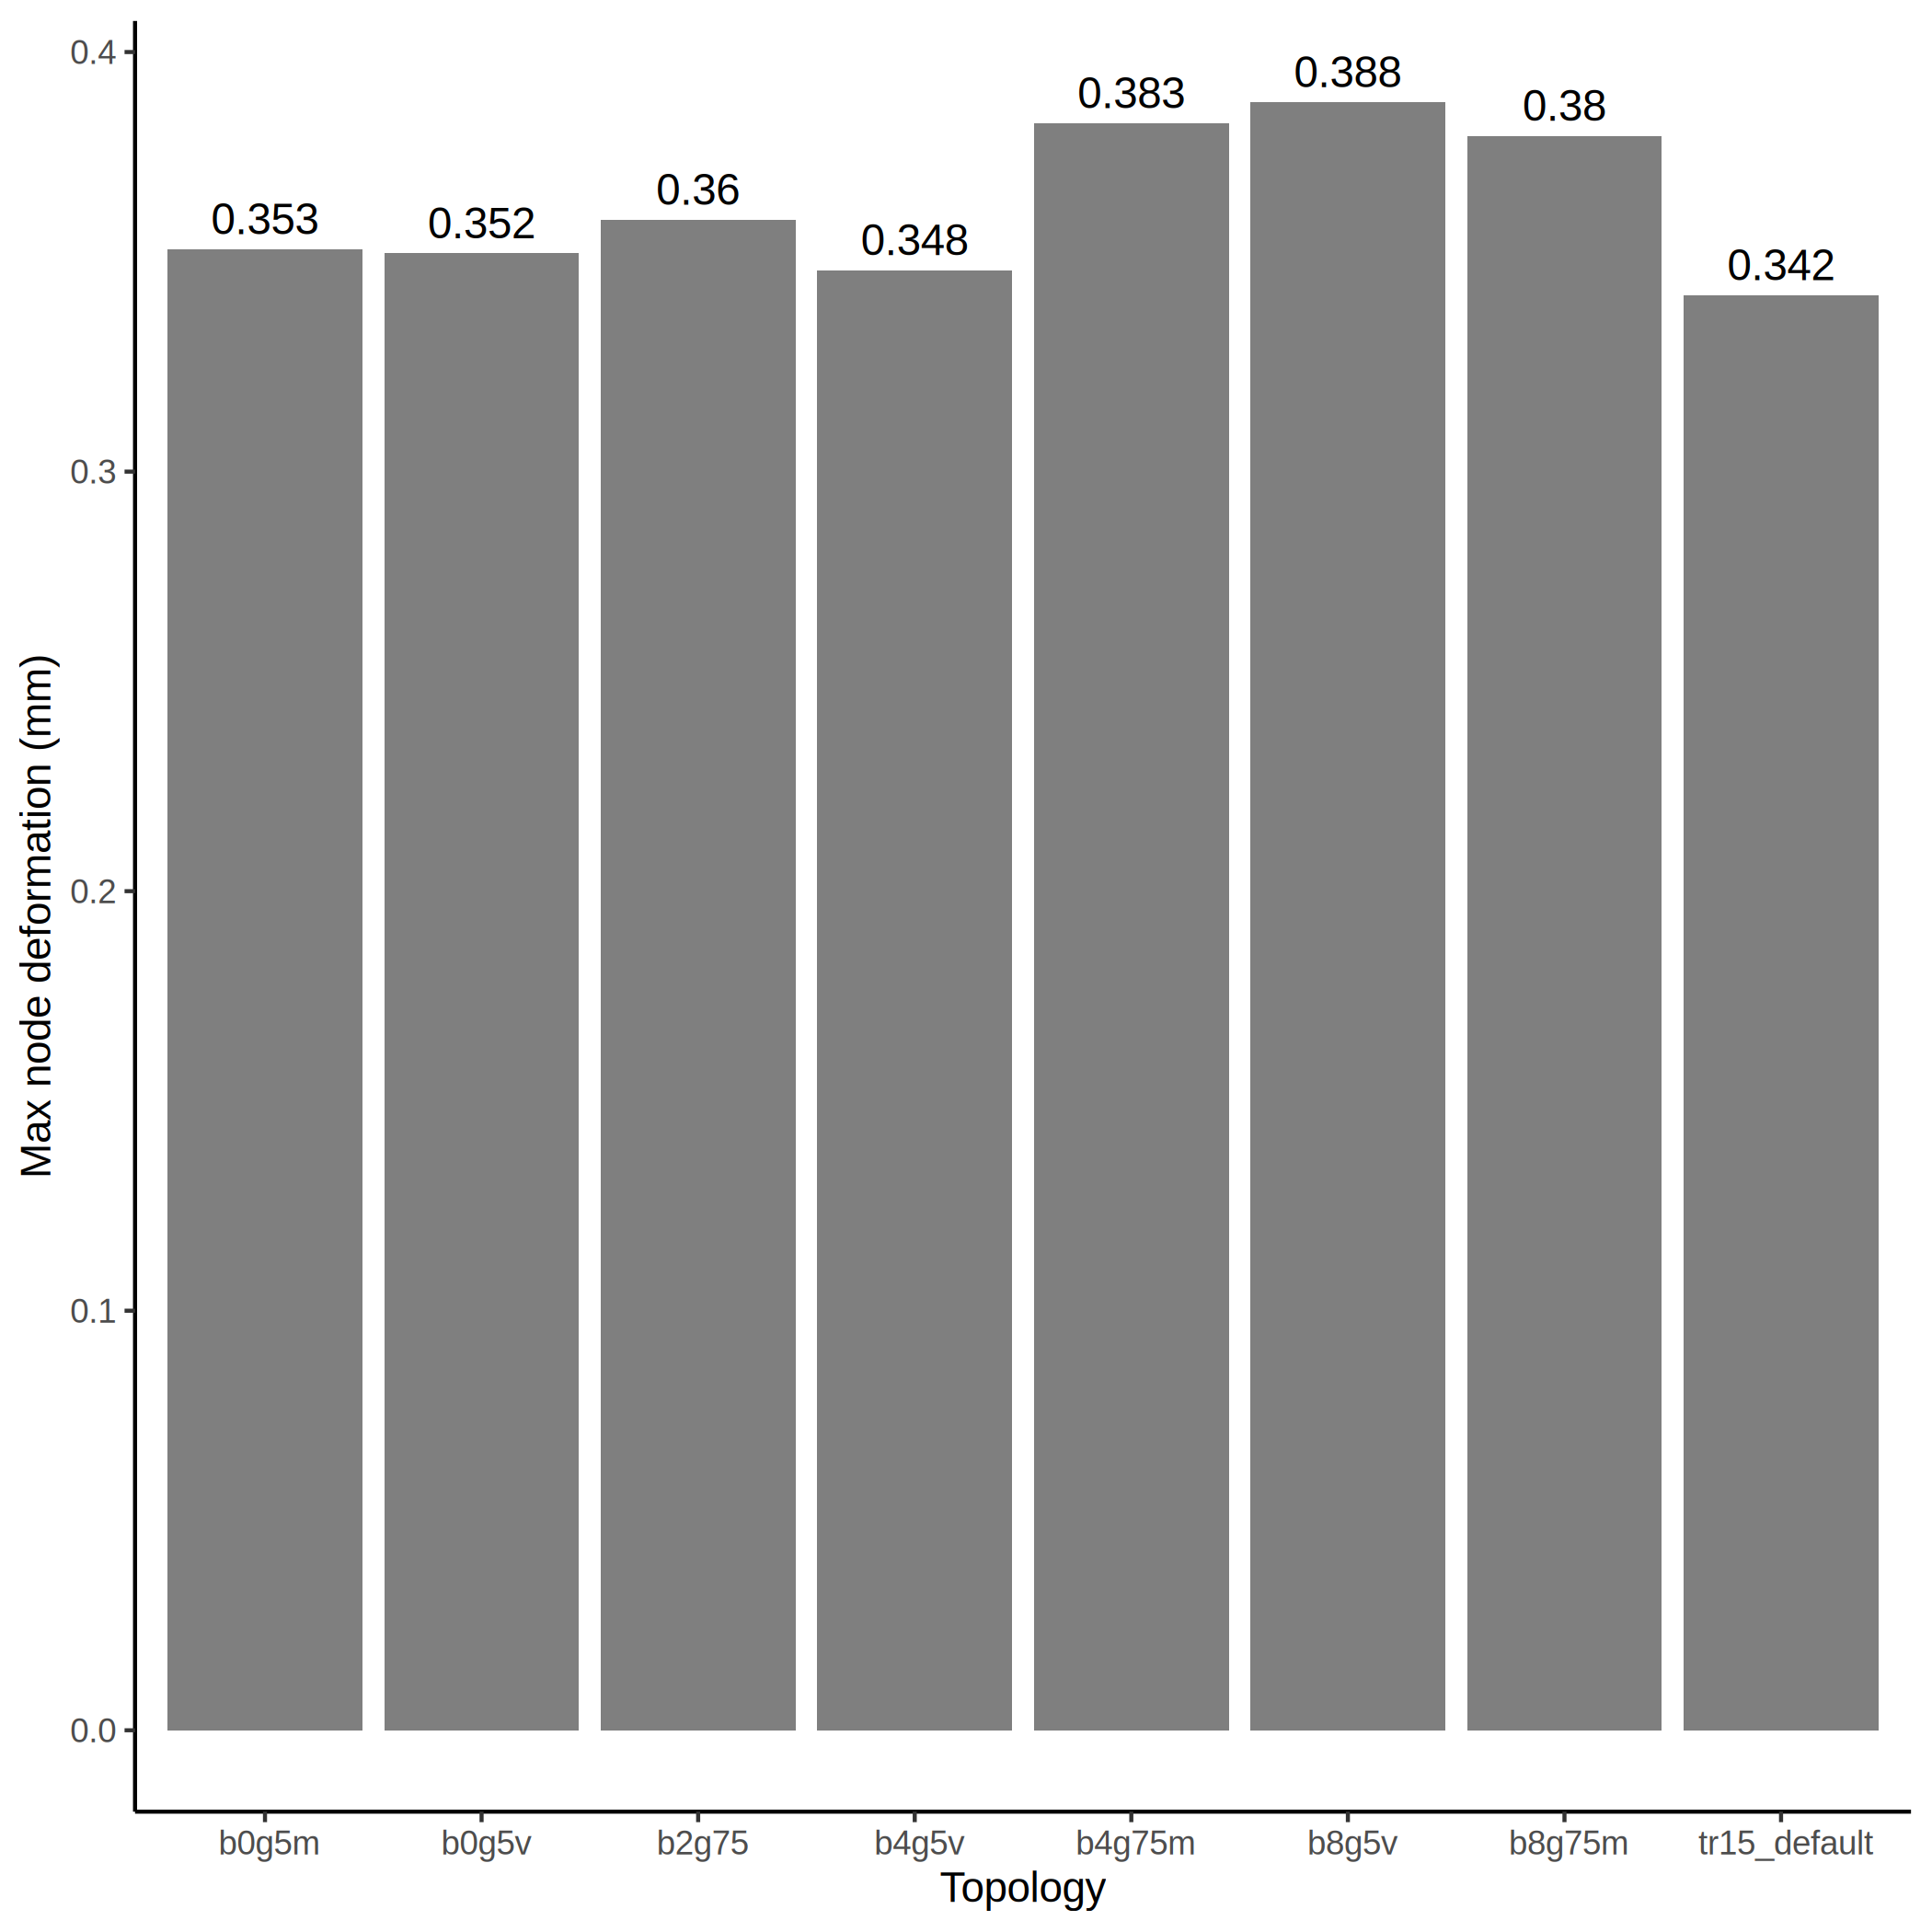 0.4
0.3
0.2
0.1
0.0
Max node deformation (mm)
0.353
0.352
0.36
0.348
0.383
0.388
0.38
0.342
b0g5m
b0g5v
b2g75
b4g5v
b4g75m
b8g5v
b8g75m
tr15_default
Topology